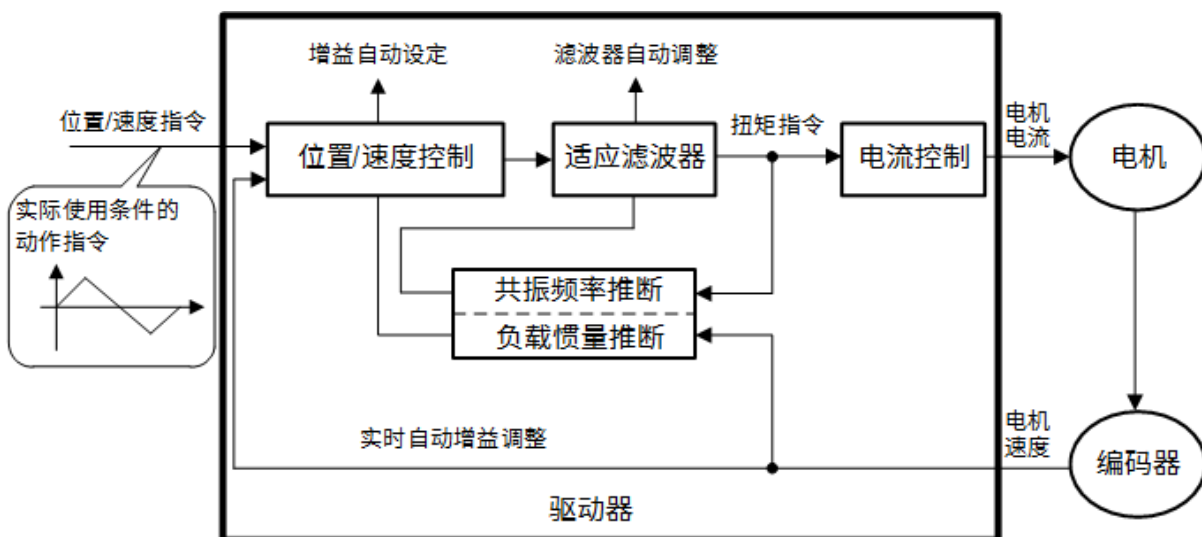 增益自动设定
滤波器自动调整
位置/速度指令
扭矩指令
电机
电流
位置/速度控制
适应滤波器
电流控制
电机
实际使用条件的
动作指令
共振频率推断
负载惯量推断
实时自动增益调整
电机
速度
编码器
驱动器